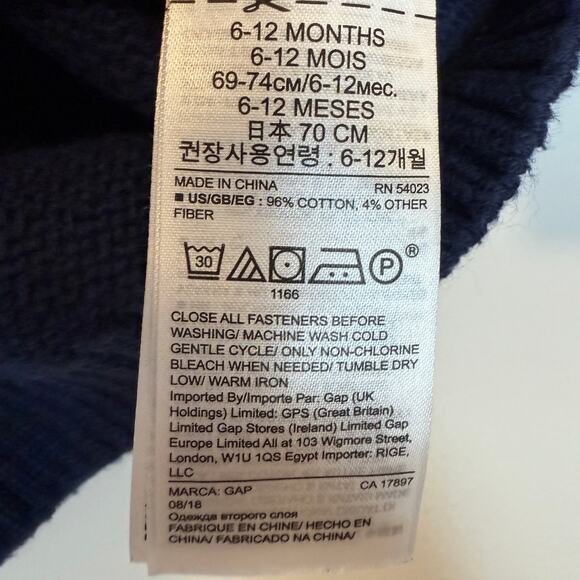 6-12 MONTHS
6-12 MOIS
69-74см/6-12мес.
6-12 MESES
日本 70 CM
권장사용연령 : 6-12개월
MADE IN CHINA RN 54023
■ US/GB/EG : 96% COTTON, 4% OTHER
FIBER
30 P ®
1166
CLOSE ALL FASTENERS BEFORE
WASHING/ MACHINE WASH COLD
GENTLE CYCLE/ ONLY NON-CHLORINE
BLEACH WHEN NEEDED/ TUMBLE DRY
LOW/ WARM IRON
Imported By/Importe Par: Gap (UK
Holdings) Limited: GPS (Great Britain)
Limited Gap Stores (Ireland) Limited Gap
Europe Limited All at 103 Wigmore Street,
London, W1U 1QS Egypt Importer: RIGE,
LLC
MARCA: GAP CA 17897
08/18
Одежда второго слоя
FABRIQUE EN CHINE/ HECHO EN
CHINA/ FABRICADO NA CHINA/